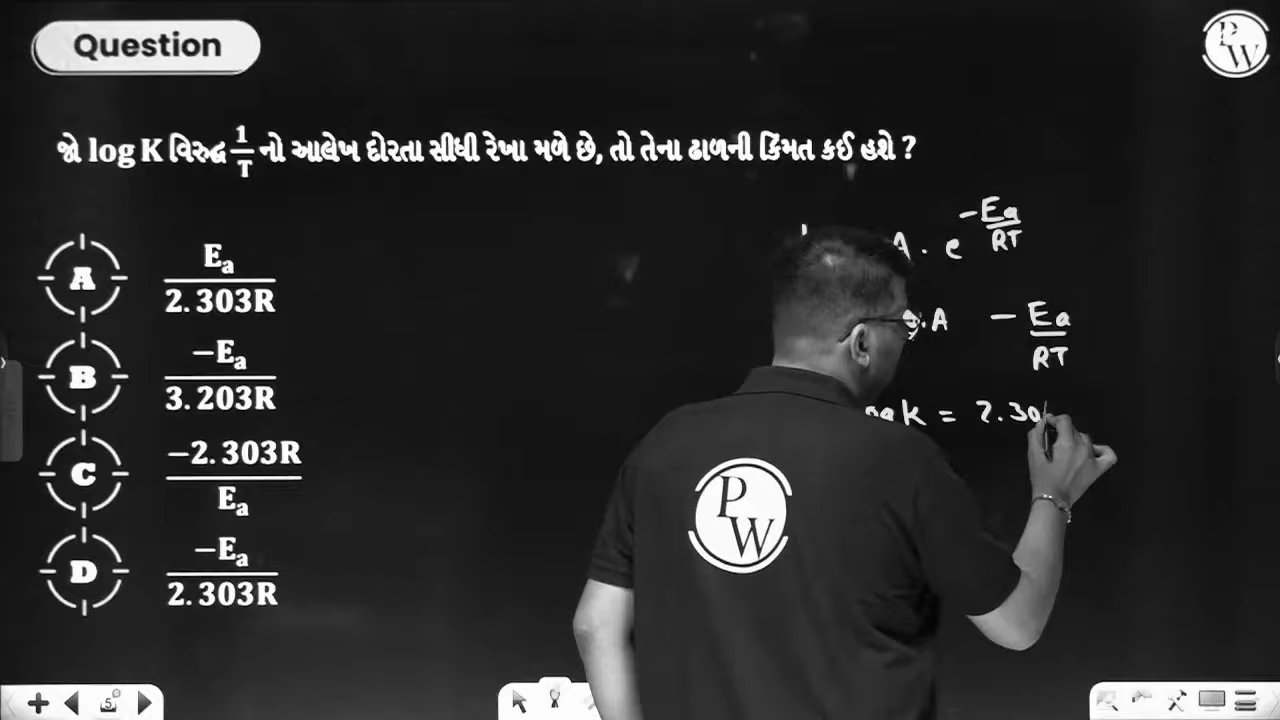 Question
PW
જો log K વિરુદ્ધ 1/T નો આલેખ દોરતા સીધી રેખા મળે છે, તો તેના ઢાળની કિંમત કઈ હશે ?
A Ea/2.303R
B −Ea/3.203R
C −2.303R/Ea
D −Ea/2.303R
A . e −Ea/RT
A − Ea/RT
K = 2.30
PW
5